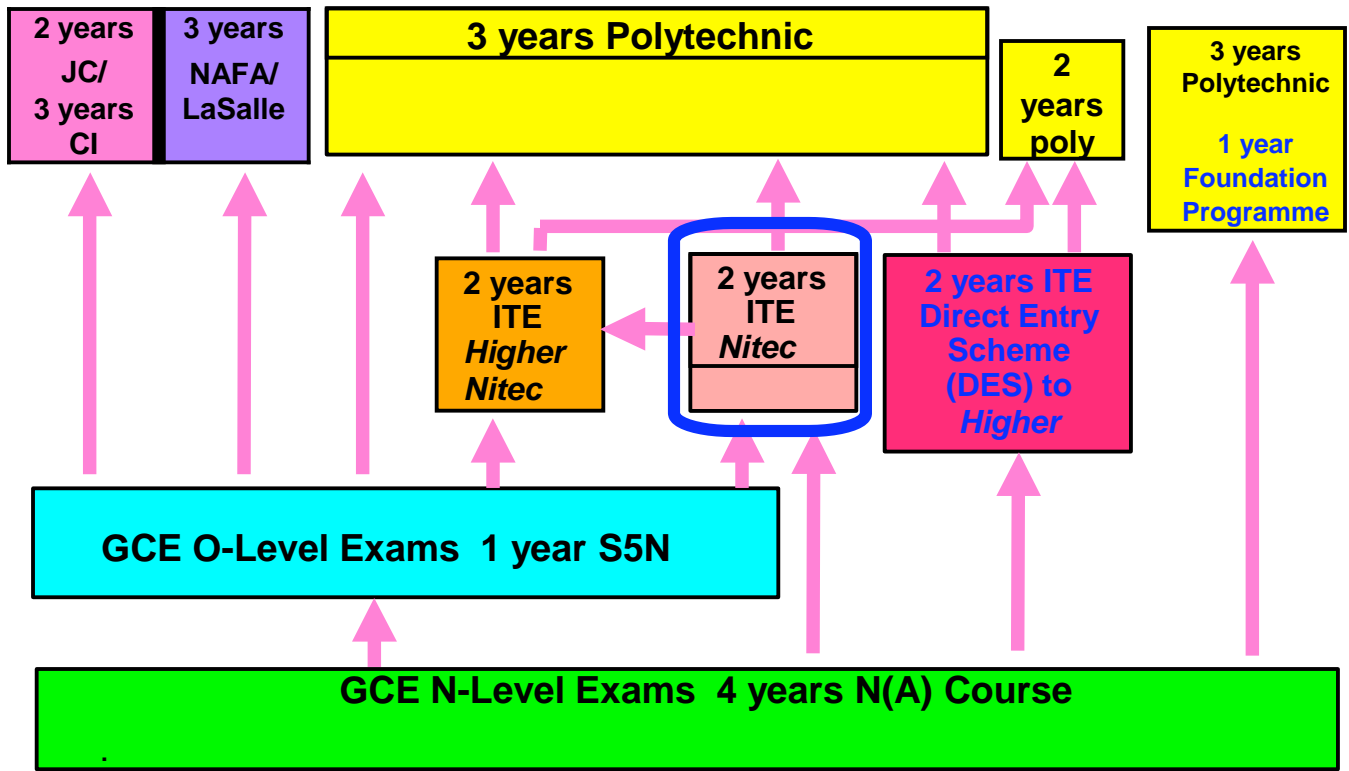 2 years
JC/
3 years
CI
3 years
NAFA/
LaSalle
3 years Polytechnic
2
years
poly
3 years
Polytechnic
1 year
Foundation
Programme
2 years
ITE
Higher
Nitec
2 years
ITE
Nitec
2 years ITE
Direct Entry
Scheme
(DES) to
Higher
GCE O-Level Exams 1 year S5N
GCE N-Level Exams 4 years N(A) Course
.